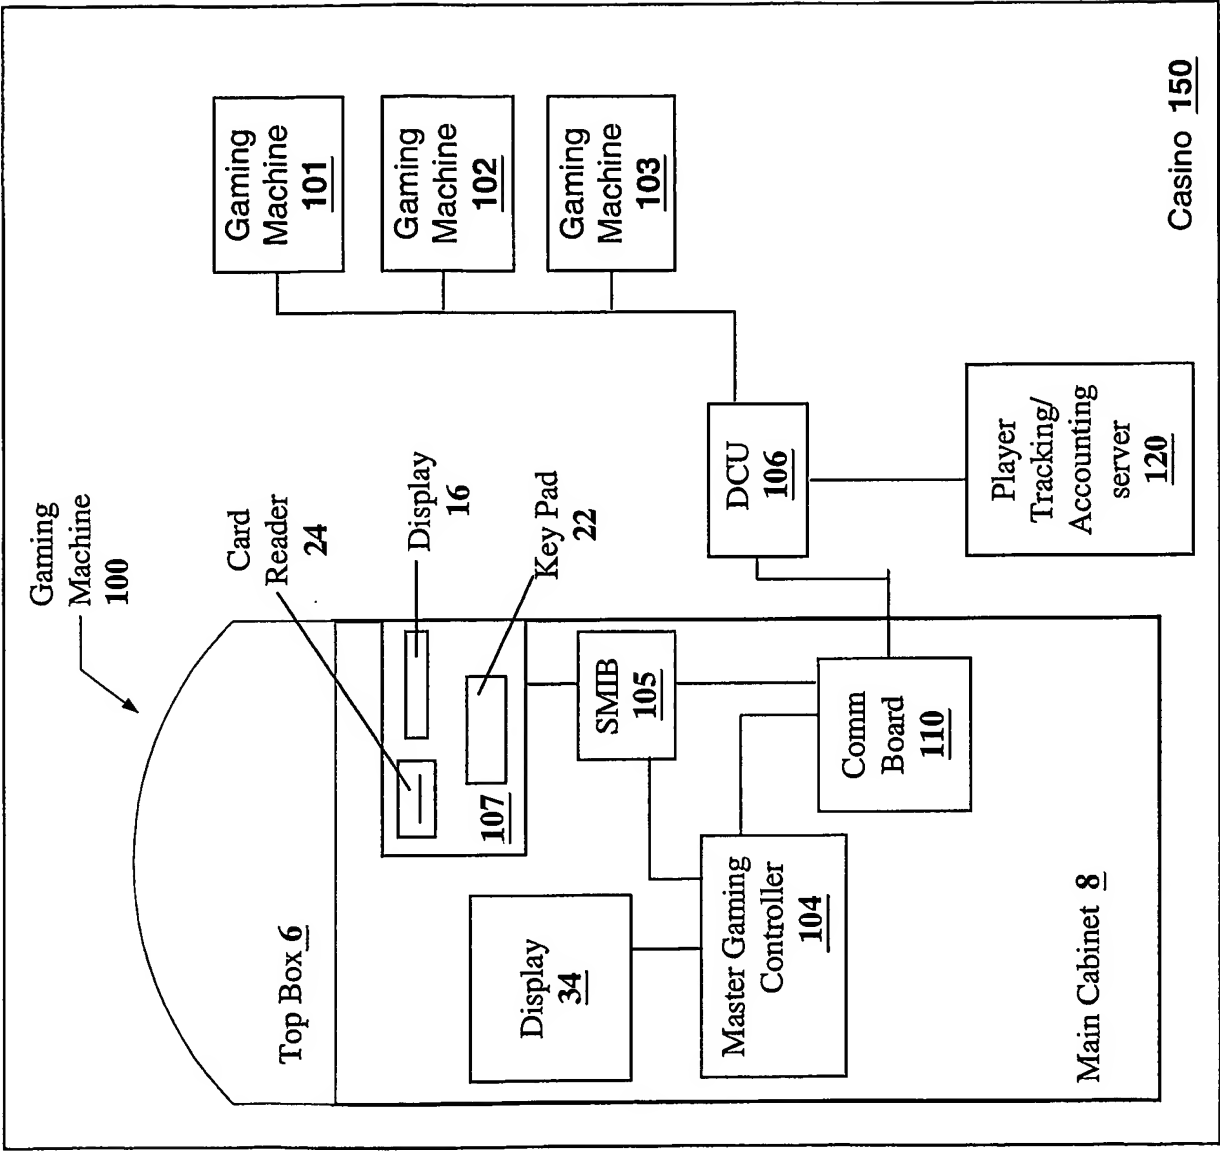 Gaming
Machine
100
Card
Reader
24
Display
16
Key Pad
22
Gaming
Machine
101
Gaming
Machine
102
Gaming
Machine
103
Top Box 6
107
Display
34
SMIB
105
Master Gaming
Controller
104
Comm
Board
110
DCU
106
Player
Tracking/
Accounting
server
120
Main Cabinet 8
Casino 150